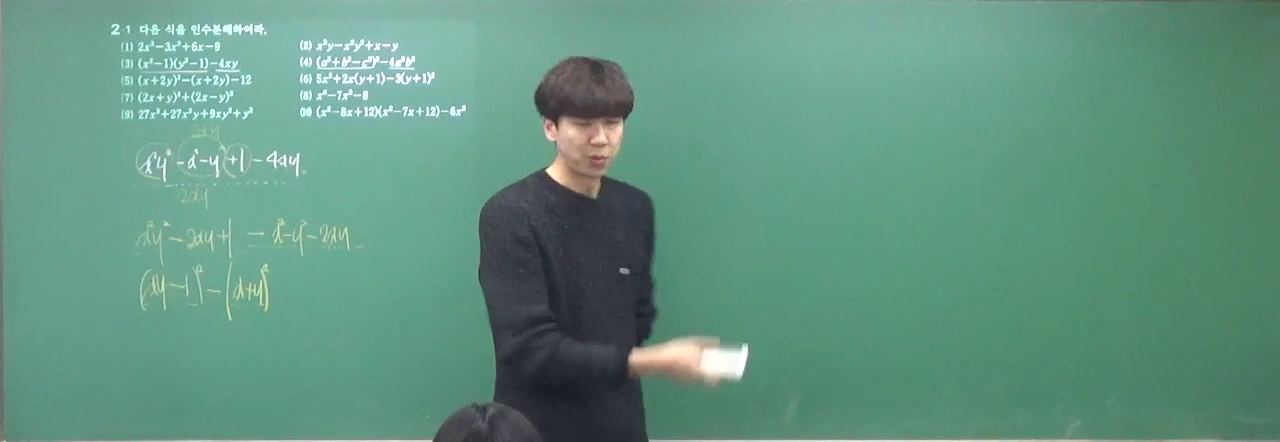 2-1 다음 식을 인수분해하여라.
(1) 2x³−3x²+6x−9 (2) x³y−x²y²+x−y
(3) (x²−1)(y²−1)−4xy (4) (a²+b²−c²)²−4a²b²
(5) (x+2y)²−(x+2y)−12 (6) 5x²+2x(y+1)−3(y+1)²
(7) (2x+y)³+(2x−y)³ (8) x⁶−7x³−8
(9) 27x³+27x²y+9xy²+y³ (10) (x²−8x+12)(x²−7x+12)−6x²
2xy
x²y²−x²−y²+1−4xy
2xy
x²y²−2xy+1−x²−y²−2xy
(xy−1)²−(x+y)²